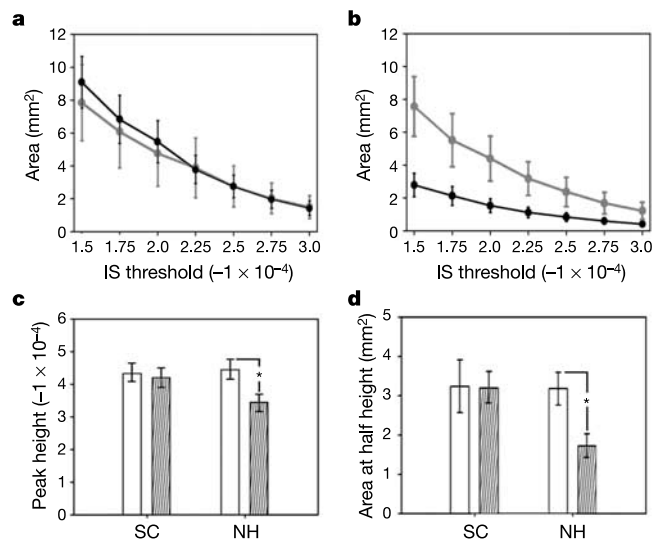 a
12
10
8
6
4
2
0
Area (mm²)
1.5 1.75 2.0 2.25 2.5 2.75 3.0
IS threshold (–1 × 10⁻⁴)
b
12
10
8
6
4
2
0
Area (mm²)
1.5 1.75 2.0 2.25 2.5 2.75 3.0
IS threshold (–1 × 10⁻⁴)
c
6
5
4
3
2
1
0
Peak height (–1 × 10⁻⁴)
*
SC NH
d
5
4
3
2
1
0
Area at half height (mm²)
*
SC NH